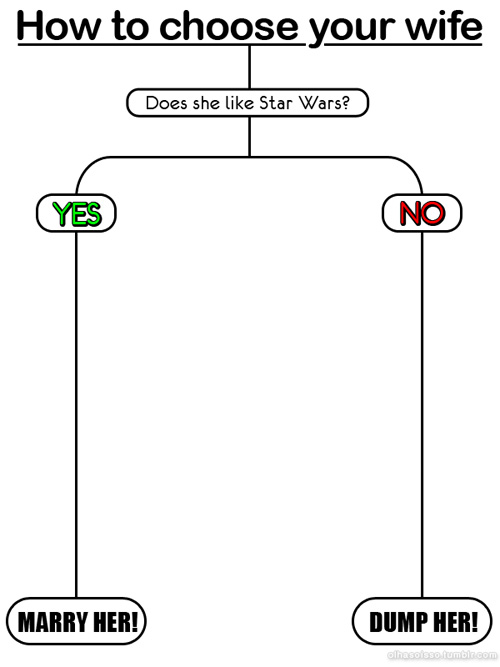 How to choose your wife
Does she like Star Wars?
YES
NO
MARRY HER!
DUMP HER!